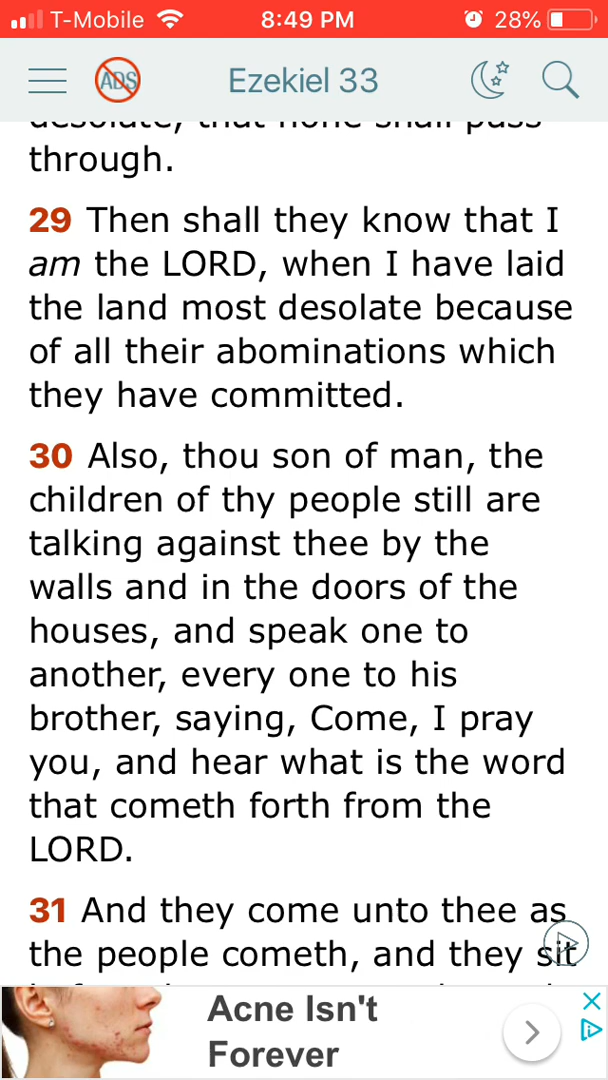 T-Mobile 8:49 PM 28%
ADS Ezekiel 33
desolate, that none shall pass
through.
29 Then shall they know that I
am the LORD, when I have laid
the land most desolate because
of all their abominations which
they have committed.
30 Also, thou son of man, the
children of thy people still are
talking against thee by the
walls and in the doors of the
houses, and speak one to
another, every one to his
brother, saying, Come, I pray
you, and hear what is the word
that cometh forth from the
LORD.
31 And they come unto thee as
the people cometh, and they sit
Acne Isn't
Forever